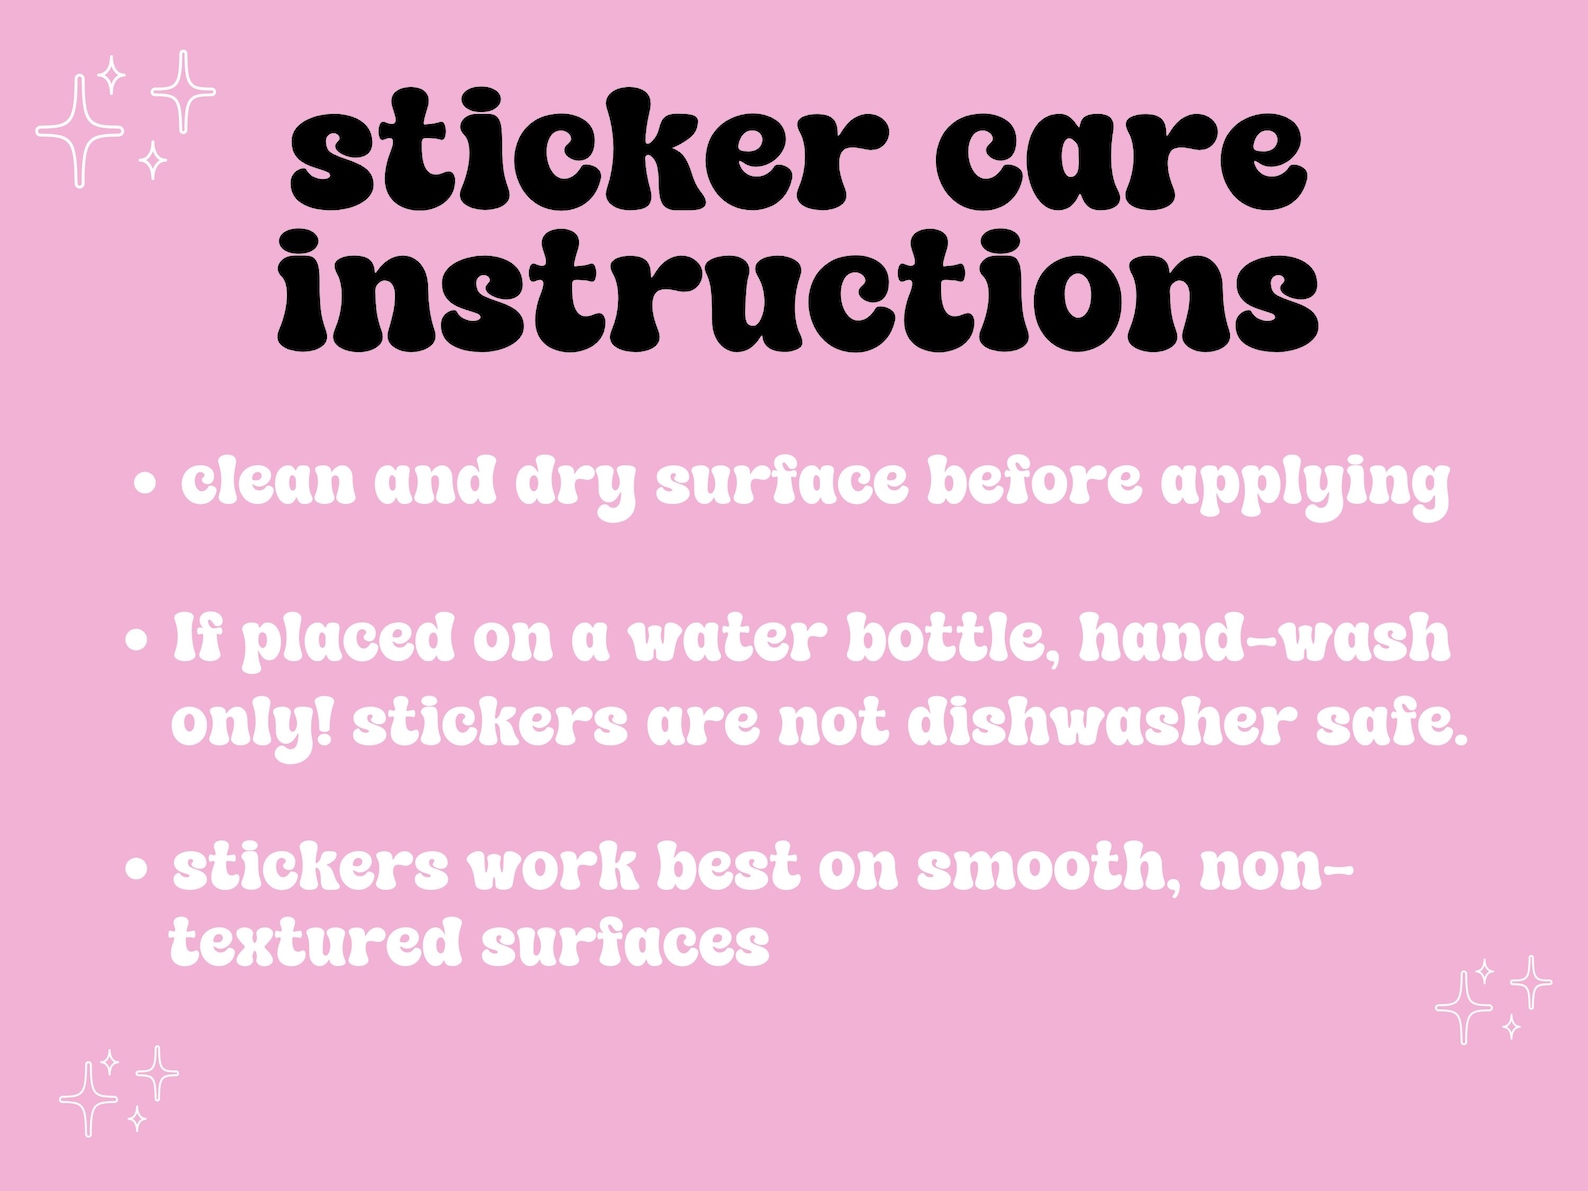 sticker care
instructions
• clean and dry surface before applying
• If placed on a water bottle, hand-wash
only! stickers are not dishwasher safe.
• stickers work best on smooth, non-
textured surfaces